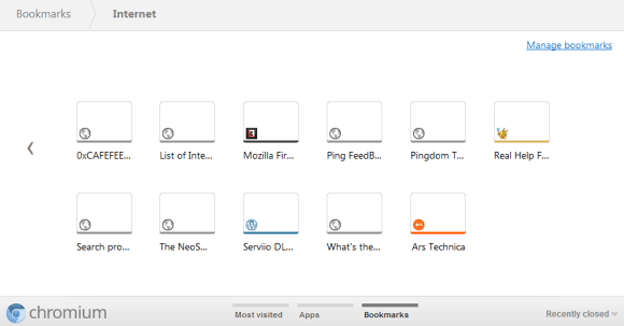 Bookmarks Internet
Manage bookmarks
0xCAFEFEE... List of Inte... Mozilla Fir... Ping FeedB... Pingdom T... Real Help F...
Search pro... The NeoS... Serviio DL... What's the... Ars Technica
chromium Most visited Apps Bookmarks Recently closed